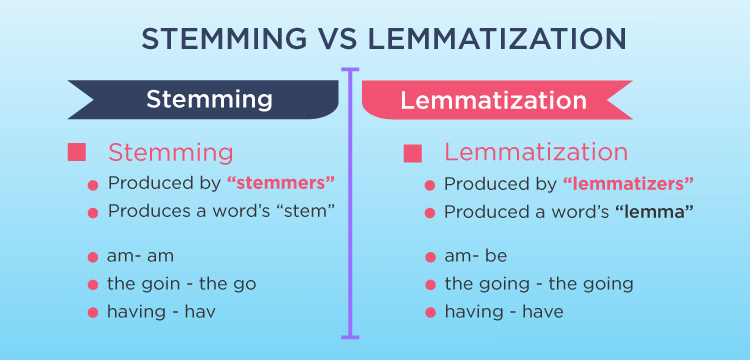 STEMMING VS LEMMATIZATION
Stemming
Stemming
Produced by “stemmers”
Produces a word’s “stem”
am- am
the goin - the go
having - hav
Lemmatization
Lemmatization
Produced by “lemmatizers”
Produced a word’s “lemma”
am- be
the going - the going
having - have